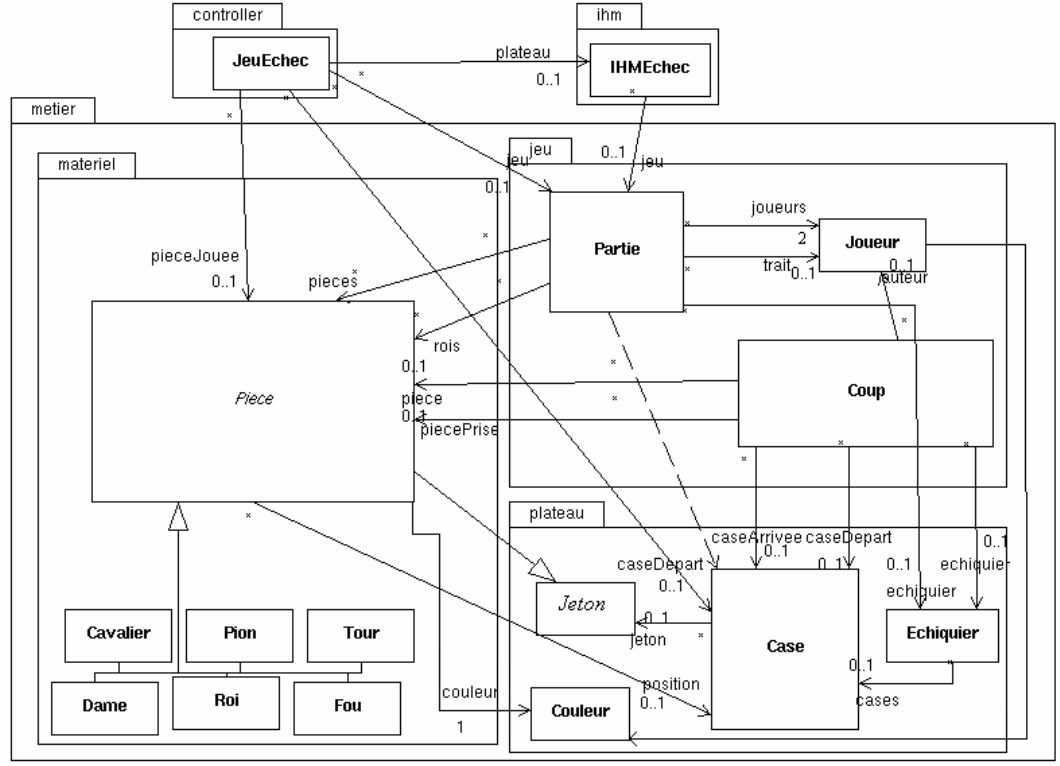 controller
ihm
JeuEchec
plateau
0..1
IHMEchec
*
*
*
*
metier
*
jeu
materiel
0..1
jeu
jeu
0..1
Partie
*
joueurs
2
Joueur
*
trait
0..1
0..1
auteur
pieceJouee
0..1
*
*
pieces
*
*
*
*
*
rois
0..1
*
Coup
Piece
piece
0..1
*
piecePrise
*
*
*
plateau
*
caseArrivee
caseDepart
0..1
0..1
0..1
caseDepart
0..1
0..1
echiquier
echiquier
Jeton
0..1
jeton
*
Case
Echiquier
*
0..1
cases
Cavalier
Pion
Tour
Dame
Roi
Fou
couleur
1
position
0..1
Couleur